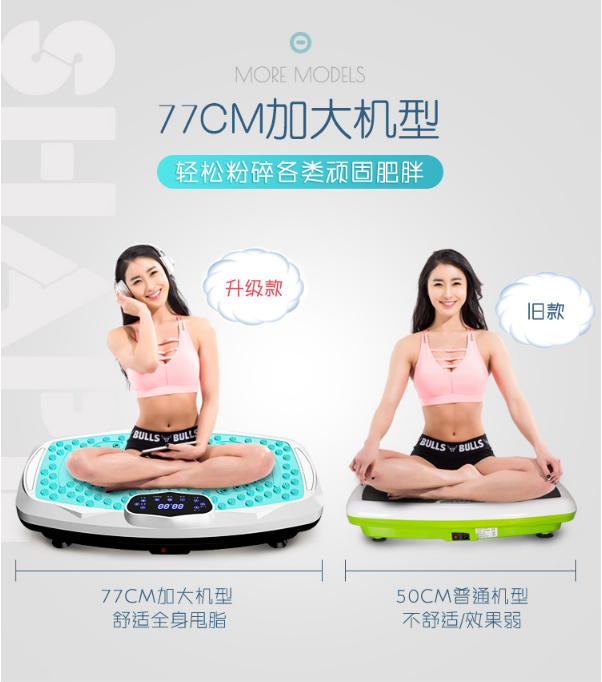 MORE MODELS
77CM加大机型
轻松粉碎各类顽固肥胖
升级款
旧款
BULLS BULLS
BULLS BULLS
77CM加大机型
舒适全身甩脂
50CM普通机型
不舒适/效果弱